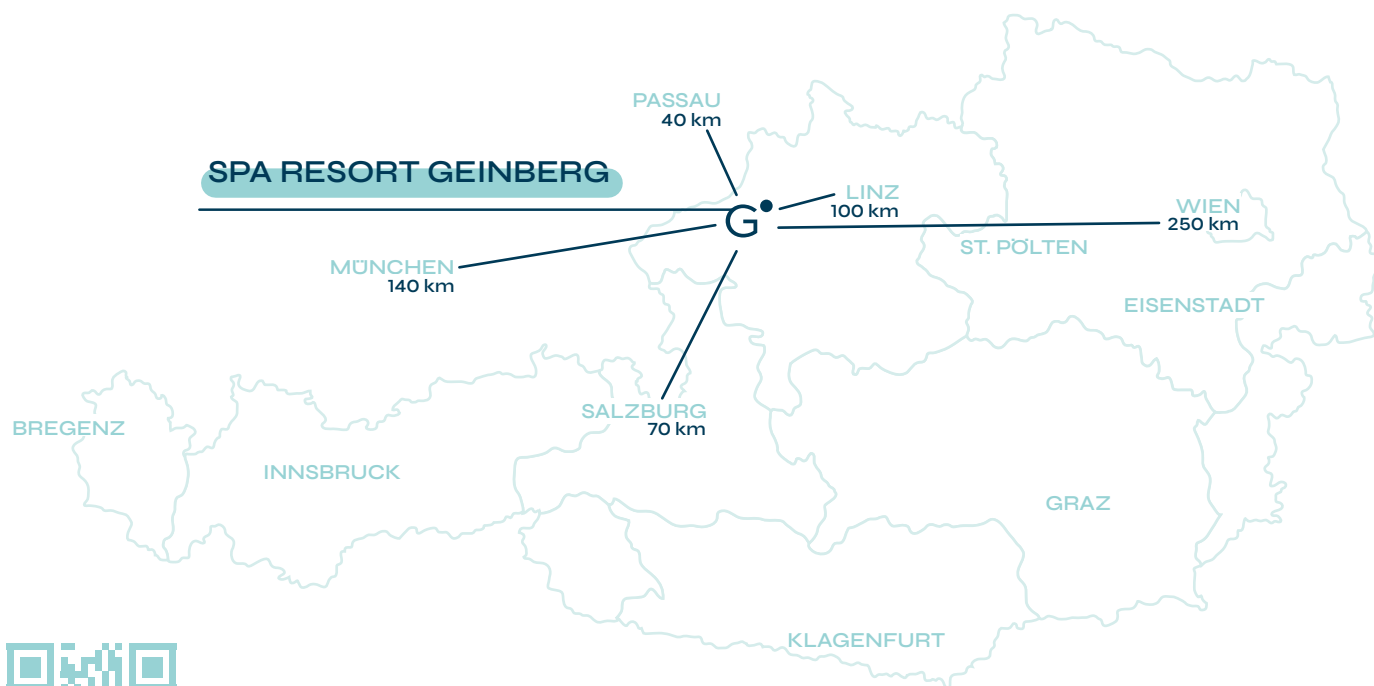 PASSAU
40 km
SPA RESORT GEINBERG
G
LINZ
100 km
WIEN
250 km
ST. PÖLTEN
MÜNCHEN
140 km
EISENSTADT
SALZBURG
70 km
BREGENZ
INNSBRUCK
GRAZ
KLAGENFURT